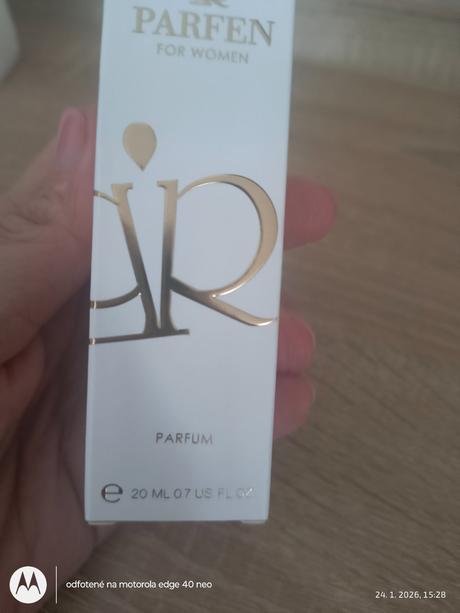 PARFEN
FOR WOMEN
PARFUM
e 20 ML 0.7 US FL OZ
odfotené na motorola edge 40 neo
24. 1. 2026, 15:28